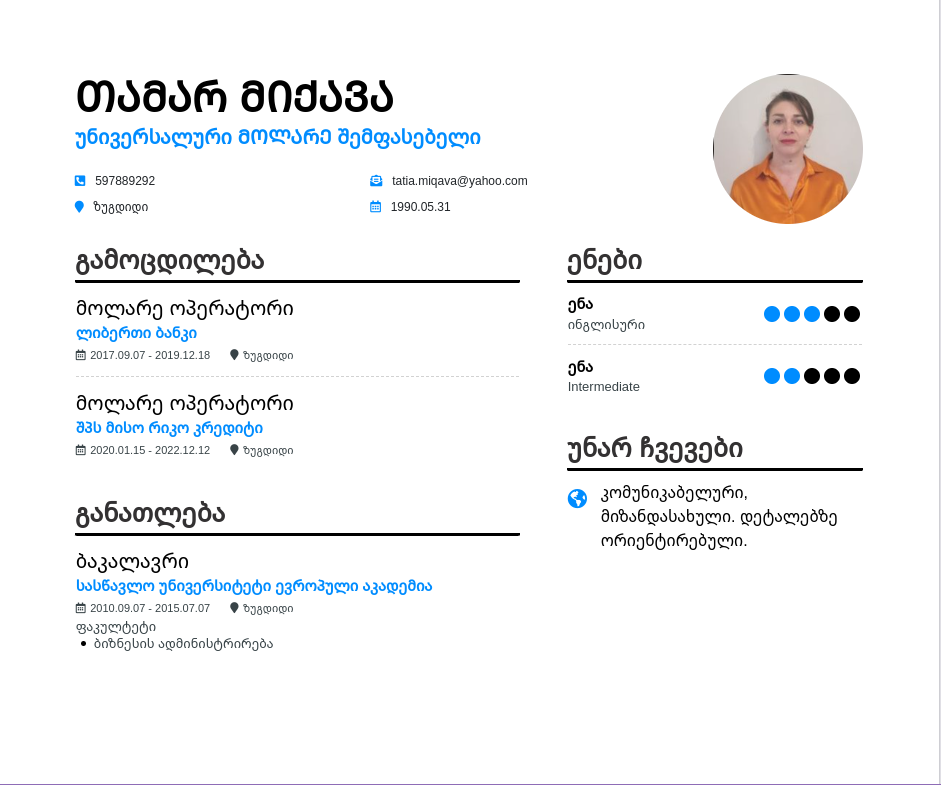 ᲗᲐᲛᲐᲠ ᲛᲘᲥᲐᲕᲐ
უნივერსალური ᲛᲝᲚᲐᲠᲔ შემფასებელი
597889292
tatia.miqava@yahoo.com
ზუგდიდი
1990.05.31
გამოცდილება
მოლარე ოპერატორი
ლიბერთი ბანკი
2017.09.07 - 2019.12.18 ზუგდიდი
მოლარე ოპერატორი
შპს მისო რიკო კრედიტი
2020.01.15 - 2022.12.12 ზუგდიდი
განათლება
ბაკალავრი
სასწავლო უნივერსიტეტი ევროპული აკადემია
2010.09.07 - 2015.07.07 ზუგდიდი
ფაკულტეტი
• ბიზნესის ადმინისტრირება
ენები
ენა
ინგლისური
ენა
Intermediate
უნარ ჩვევები
კომუნიკაბელური,
მიზანდასახული. დეტალებზე
ორიენტირებული.